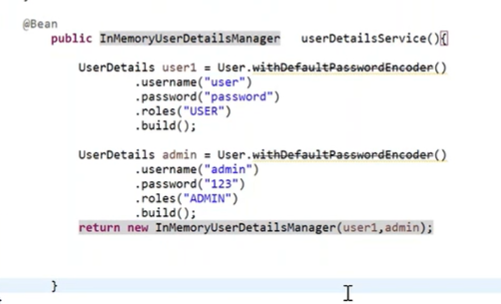 @Bean
public InMemoryUserDetailsManager userDetailsService(){
UserDetails user1 = User.withDefaultPasswordEncoder()
.username("user")
.password("password")
.roles("USER")
.build();
UserDetails admin = User.withDefaultPasswordEncoder()
.username("admin")
.password("123")
.roles("ADMIN")
.build();
return new InMemoryUserDetailsManager(user1,admin);
}